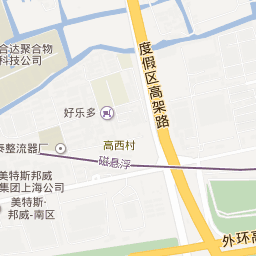 合达聚合物
科技公司
度假区高架路
好乐多
高西村
泰整流器厂
磁悬浮
美特斯邦威
集团上海公司
美特斯·
邦威-南区
外环高